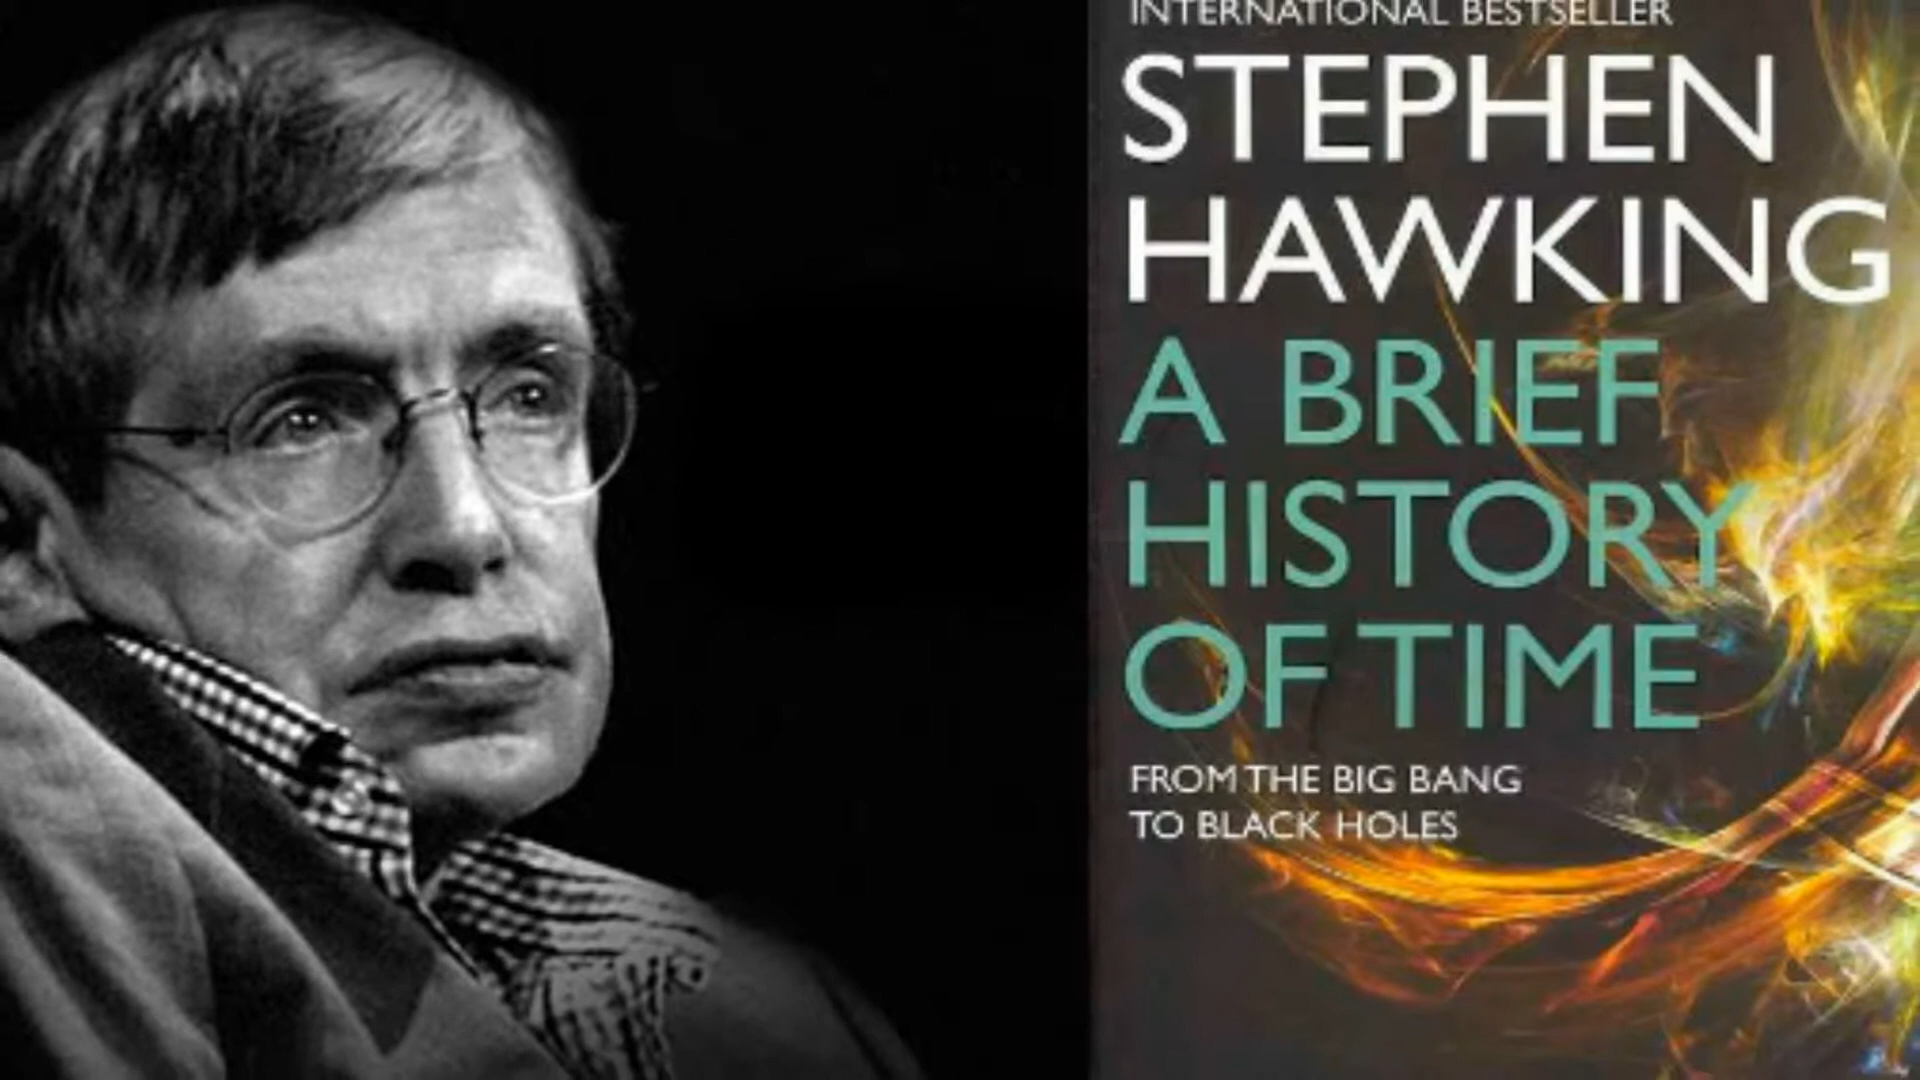 INTERNATIONAL BESTSELLER
STEPHEN
HAWKING
A BRIEF
HISTORY
OF TIME
FROM THE BIG BANG
TO BLACK HOLES